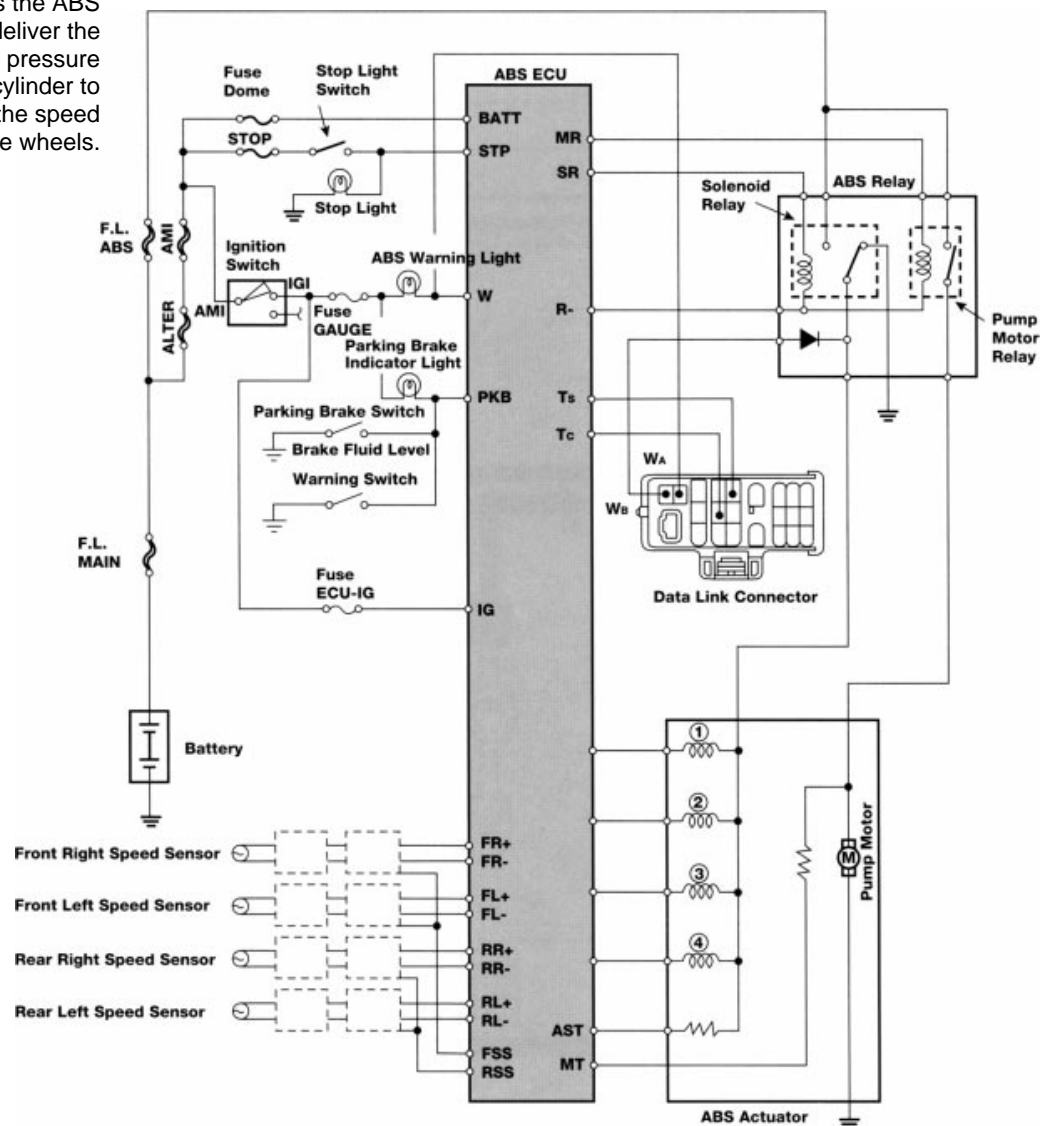 s the ABS
deliver the
pressure
cylinder to
the speed
e wheels.
Fuse
Dome
Stop Light
Switch
ABS ECU
BATT
STOP
STP
MR
SR
Stop Light
Solenoid
Relay
ABS Relay
F.L.
ABS
AMI
Ignition
Switch
ABS Warning Light
IGI
W
AMI
Fuse
GAUGE
R-
ALTER
Pump
Motor
Relay
Parking Brake
Indicator Light
PKB
Ts
Parking Brake Switch
Tc
Brake Fluid Level
WA
Warning Switch
WB
F.L.
MAIN
Fuse
ECU-IG
IG
Data Link Connector
Battery
1
2
3
4
M
Pump Motor
Front Right Speed Sensor
FR+
FR-
Front Left Speed Sensor
FL+
FL-
Rear Right Speed Sensor
RR+
RR-
Rear Left Speed Sensor
RL+
RL-
AST
FSS
MT
RSS
ABS Actuator